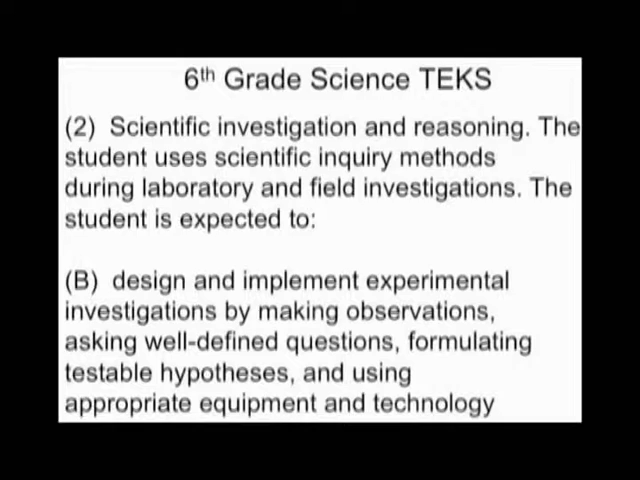 6th Grade Science TEKS
(2) Scientific investigation and reasoning. The
student uses scientific inquiry methods
during laboratory and field investigations. The
student is expected to:
(B) design and implement experimental
investigations by making observations,
asking well-defined questions, formulating
testable hypotheses, and using
appropriate equipment and technology